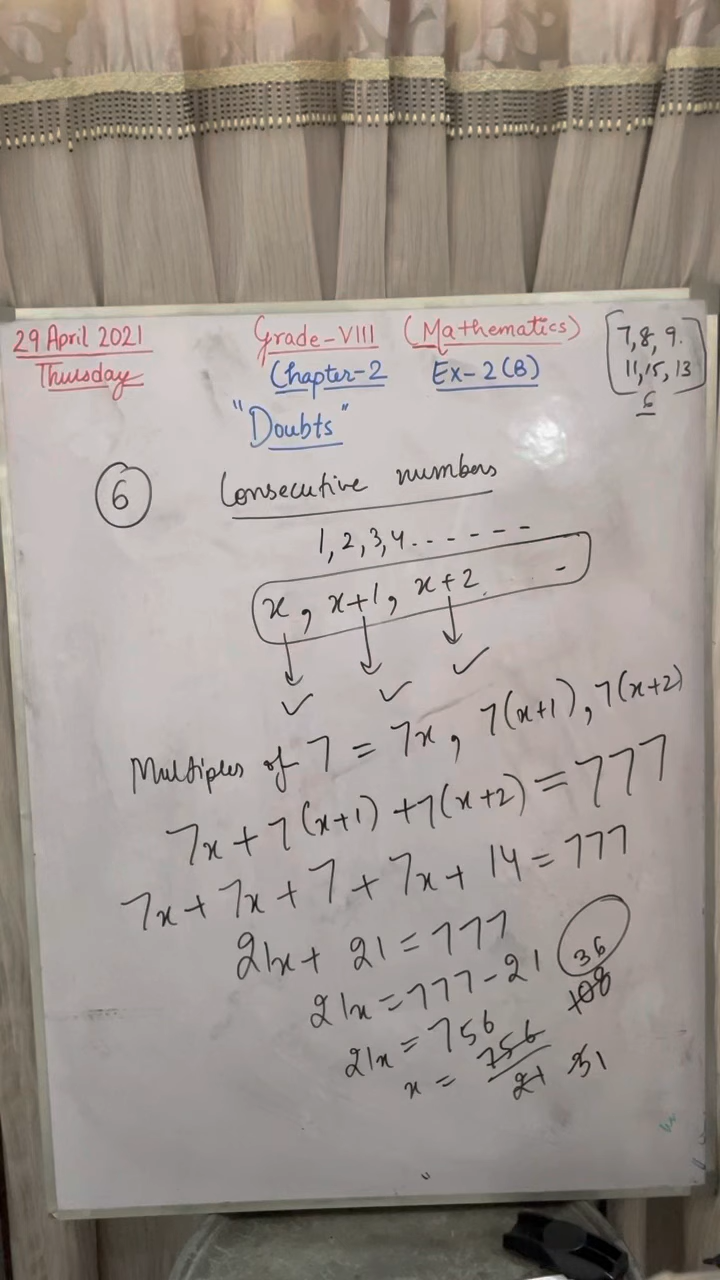 29 April 2021 Grade-VIII (Mathematics) 7, 8, 9.
Thursday Chapter-2 Ex-2(B) 11, 15, 13
"Doubts" 6
6 Consecutive numbers
1, 2, 3, 4 . . - - - - -
x, x+1, x+2 -
Multiples of 7 = 7x, 7(x+1), 7(x+2)
7x + 7(x+1) + 7(x+2) = 777
7x + 7x + 7 + 7x + 14 = 777
21x + 21 = 777
21x = 777 - 21 36
21x = 756 108
x = 756/21 31